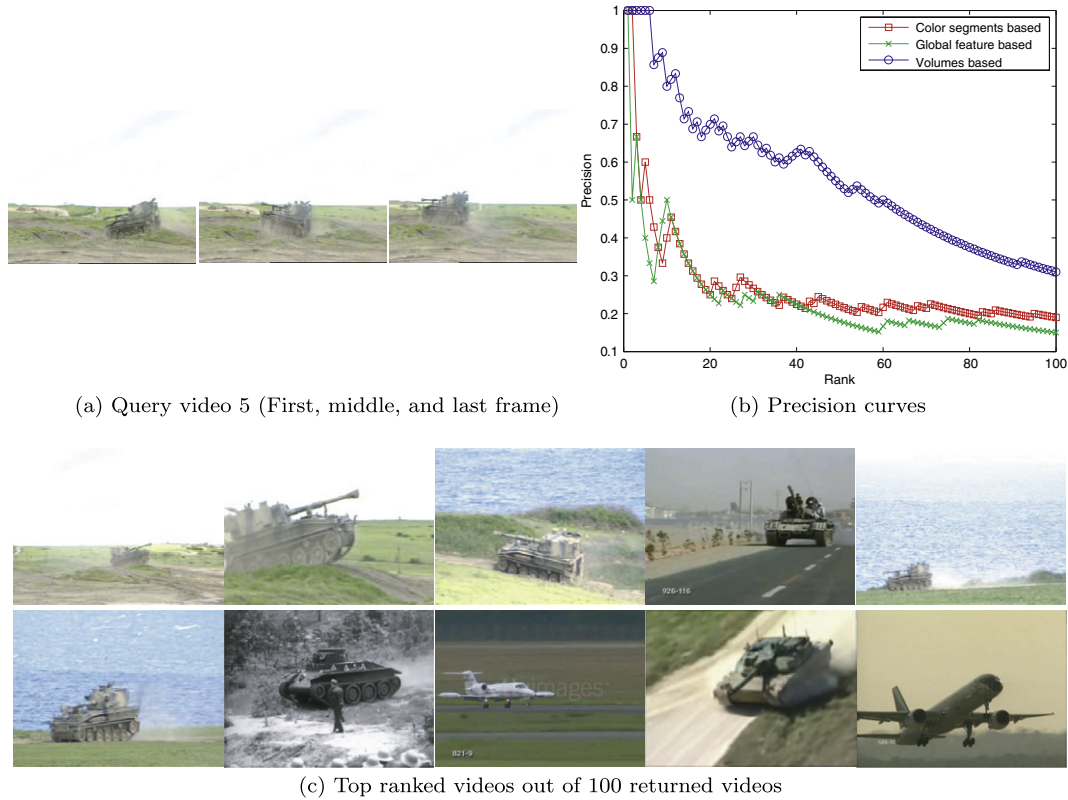 1
0.9
0.8
0.7
0.6
0.5
0.4
0.3
0.2
0.1
0
20
40
60
80
100
Precision
Rank
Color segments based
Global feature based
Volumes based
(a) Query video 5 (First, middle, and last frame)
(b) Precision curves
926-116
images
821-9
(c) Top ranked videos out of 100 returned videos